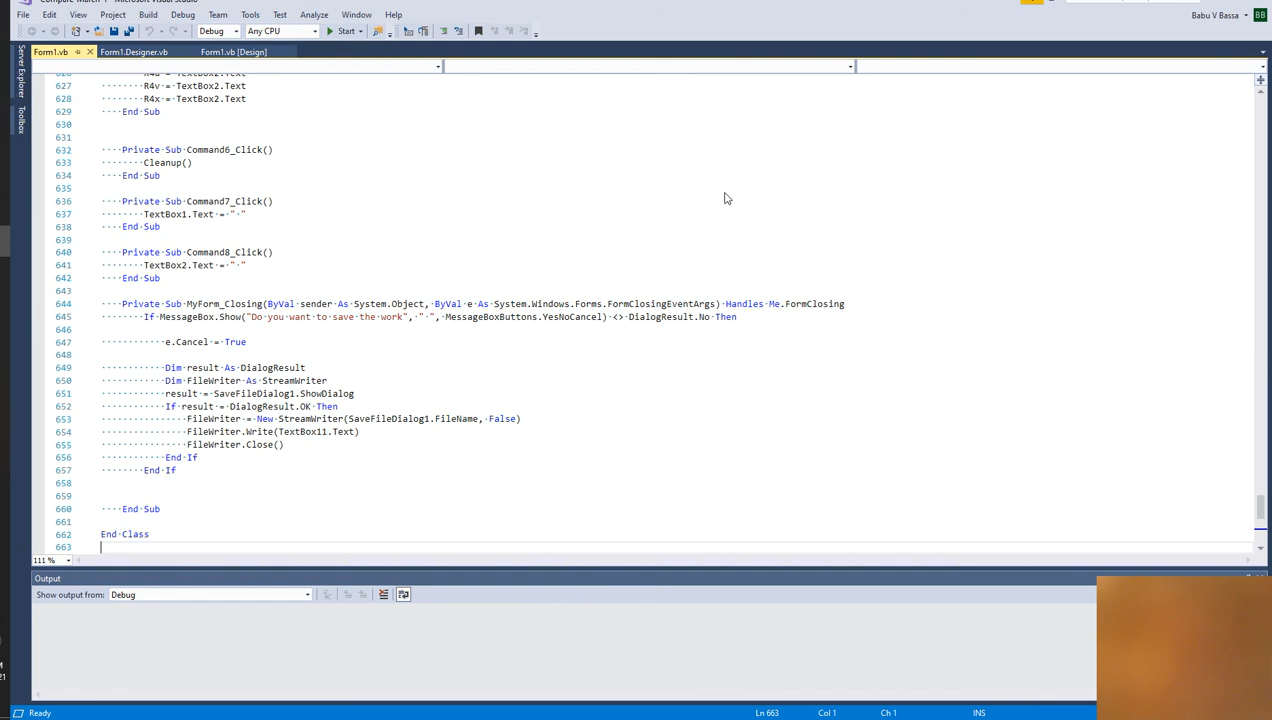 File Edit View Project Build Debug Team Tools Test Analyze Window Help
Babu V Bassa BB
Debug Any CPU Start
Form1.vb Form1.Designer.vb Form1.vb [Design]
Server Explorer
Toolbox
627 R4v = TextBox2.Text
628 R4x = TextBox2.Text
629 End Sub
630
631
632 Private Sub Command6_Click()
633 Cleanup()
634 End Sub
635
636 Private Sub Command7_Click()
637 TextBox1.Text = " "
638 End Sub
639
640 Private Sub Command8_Click()
641 TextBox2.Text = " "
642 End Sub
643
644 Private Sub MyForm_Closing(ByVal sender As System.Object, ByVal e As System.Windows.Forms.FormClosingEventArgs) Handles Me.FormClosing
645 If MessageBox.Show("Do you want to save the work", " ", MessageBoxButtons.YesNoCancel) <> DialogResult.No Then
646
647 e.Cancel = True
648
649 Dim result As DialogResult
650 Dim FileWriter As StreamWriter
651 result = SaveFileDialog1.ShowDialog
652 If result = DialogResult.OK Then
653 FileWriter = New StreamWriter(SaveFileDialog1.FileName, False)
654 FileWriter.Write(TextBox11.Text)
655 FileWriter.Close()
656 End If
657 End If
658
659
660 End Sub
661
662 End Class
663
111 %
Output
Show output from: Debug
Ready Ln 663 Col 1 Ch 1 INS